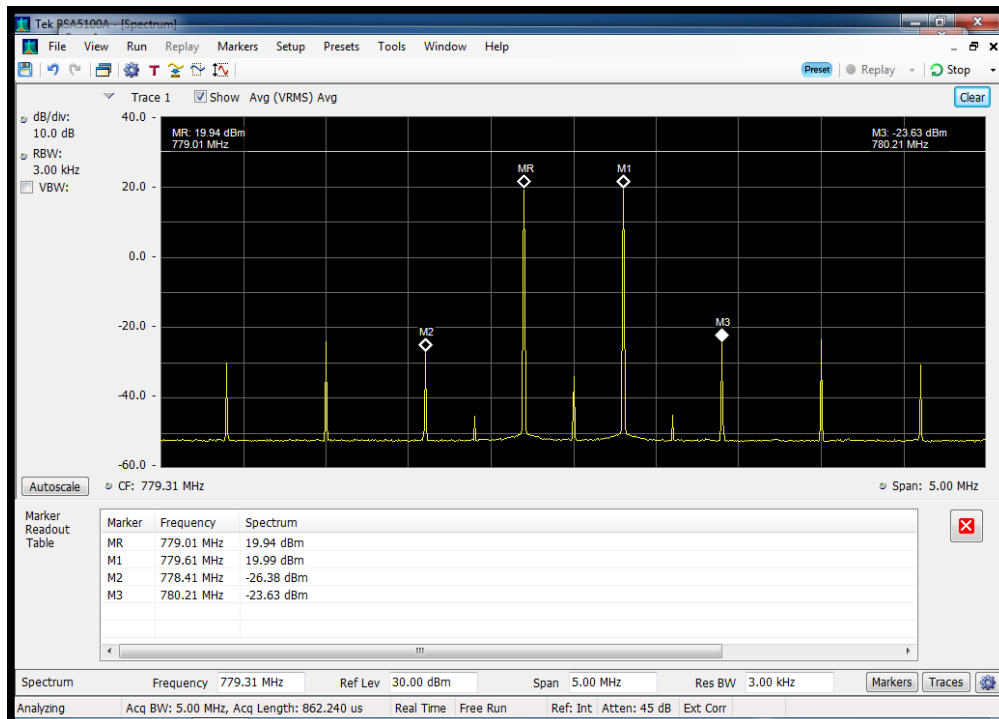 Tek RSA5100A - [Spectrum]
File View Run Replay Markers Setup Presets Tools Window Help
T Preset Replay Stop
Trace 1 Show Avg (VRMS) Avg Clear
dB/div:
10.0 dB
RBW:
3.00 kHz
VBW:
40.0
20.0
0.0
-20.0
-40.0
-60.0
MR: 19.94 dBm
779.01 MHz
M3: -23.63 dBm
780.21 MHz
MR M1
M2 M3
Autoscale CF: 779.31 MHz Span: 5.00 MHz
Marker
Readout
Table
Marker Frequency Spectrum
MR 779.01 MHz 19.94 dBm
M1 779.61 MHz 19.99 dBm
M2 778.41 MHz -26.38 dBm
M3 780.21 MHz -23.63 dBm
Spectrum Frequency 779.31 MHz Ref Lev 30.00 dBm Span 5.00 MHz Res BW 3.00 kHz Markers Traces
Analyzing Acq BW: 5.00 MHz, Acq Length: 862.240 us Real Time Free Run Ref: Int Atten: 45 dB Ext Corr